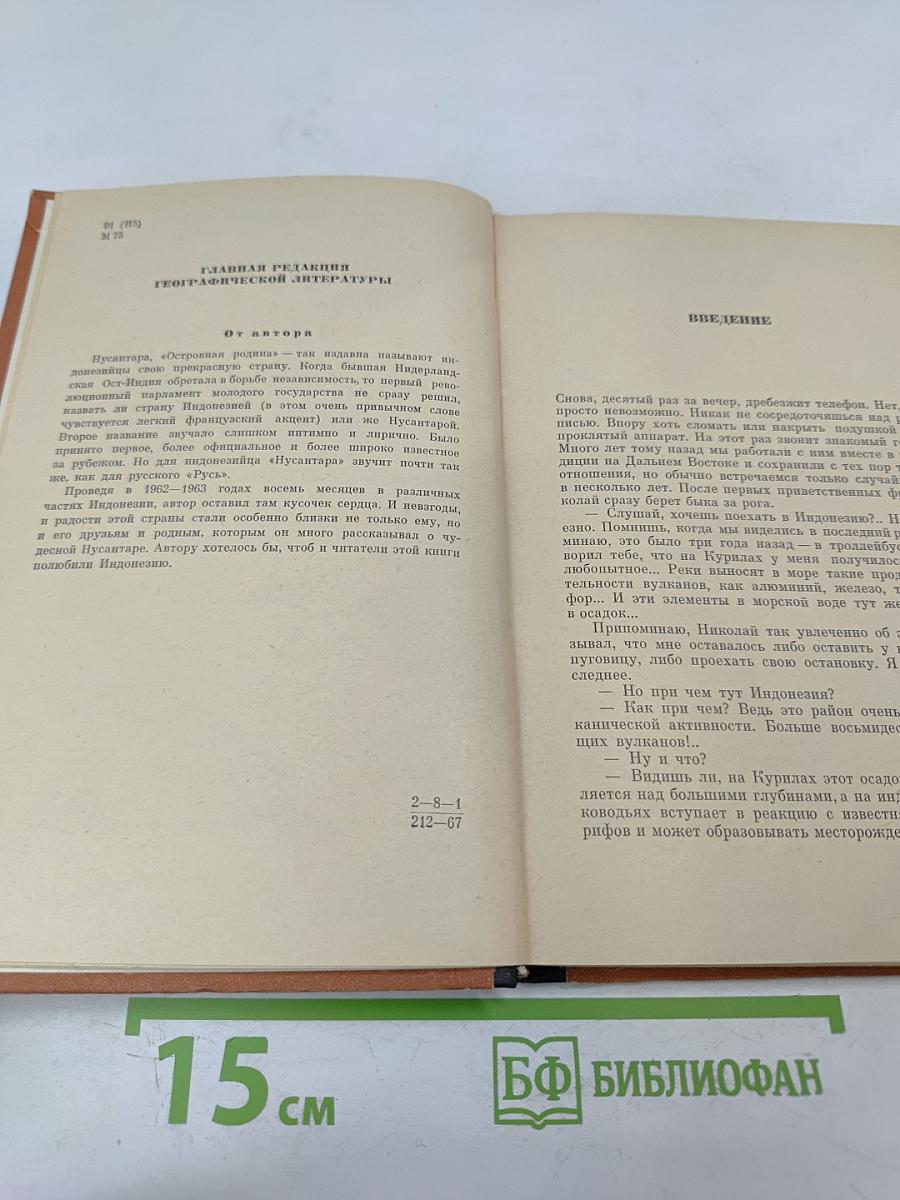 91 (И5)
М 75
ГЛАВНАЯ РЕДАКЦИЯ
ГЕОГРАФИЧЕСКОЙ ЛИТЕРАТУРЫ
От автора
Нусантара, «Островная родина» — так издавна называют ин-
донезийцы свою прекрасную страну. Когда бывшая Нидерланд-
ская Ост-Индия обретала в борьбе независимость, то первый рево-
люционный парламент молодого государства не сразу решил,
назвать ли страну Индонезией (в этом очень привычном слове
чувствуется легкий французский акцент) или же Нусантарой.
Второе название звучало слишком интимно и лирично. Было
принято первое, более официальное и более широко известное
за рубежом. Но для индонезийца «Нусантара» звучит почти так
же, как для русского «Русь».
Проведя в 1962—1963 годах восемь месяцев в различных
частях Индонезии, автор оставил там кусочек сердца. И невзгоды,
и радости этой страны стали особенно близки не только ему, но
и его друзьям и родным, которым он много рассказывал о чу-
десной Нусантаре. Автору хотелось бы, чтоб и читатели этой книги
полюбили Индонезию.
2—8—1
212—67
ВВЕДЕНИЕ
Снова, десятый раз за вечер, дребезжит телефон. Нет,
просто невозможно. Никак не сосредоточишься над
писью. Впору хоть сломать или накрыть подушкой
проклятый аппарат. На этот раз звонит знакомый
Много лет тому назад мы работали с ним вместе в
диции на Дальнем Востоке и сохранили с тех пор
отношения, но обычно встречаемся только случай
в несколько лет. После первых приветственных
колай сразу берет быка за рога.
— Слушай, хочешь поехать в Индонезию?.. Н
езно. Помнишь, когда мы виделись в последний
минаю, это было три года назад — в троллейбус
ворил тебе, что на Курилах у меня получилос
любопытное... Реки выносят в море такие прод
тельности вулканов, как алюминий, железо, т
фор... И эти элементы в морской воде тут же
в осадок...
Припоминаю, Николай так увлеченно об
зывал, что мне оставалось либо оставить у
пуговицу, либо проехать свою остановку. Я
следнее.
— Но при чем тут Индонезия?
— Как при чем? Ведь это район очень
канической активности. Больше восьмидес
щих вулканов!..
— Ну и что?
— Видишь ли, на Курилах этот осадо
ляется над большими глубинами, а на инд
ководьях вступает в реакцию с известн
рифов и может образовывать месторожде
15 см
БФ БИБЛИОФАН